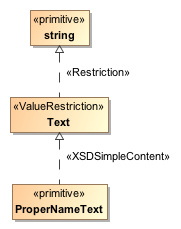 «primitive»
string
«Restriction»
«ValueRestriction»
Text
«XSDSimpleContent»
«primitive»
ProperNameText